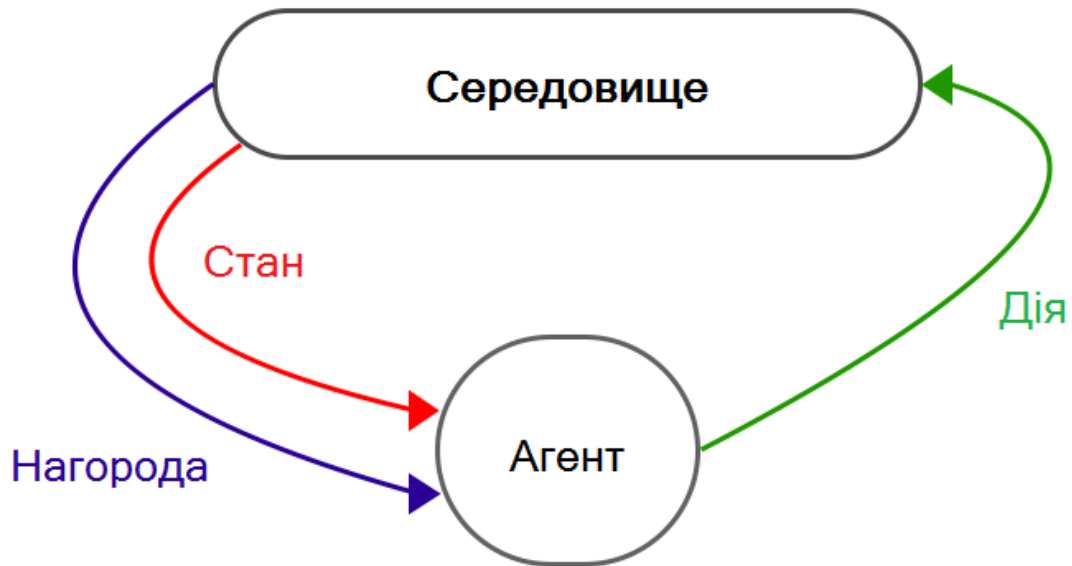 Середовище
Стан
Дія
Агент
Нагорода